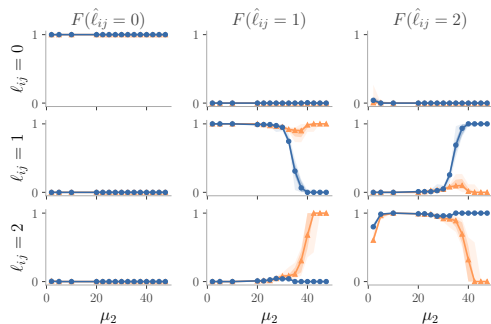 F(ℓ̂ᵢⱼ = 0) F(ℓ̂ᵢⱼ = 1) F(ℓ̂ᵢⱼ = 2)
ℓᵢⱼ = 0 1 0 1 0 1 0
ℓᵢⱼ = 1 1 0 1 0 1 0
ℓᵢⱼ = 2 1 0 1 0 1 0
0 20 40 0 20 40 0 20 40
μ₂ μ₂ μ₂